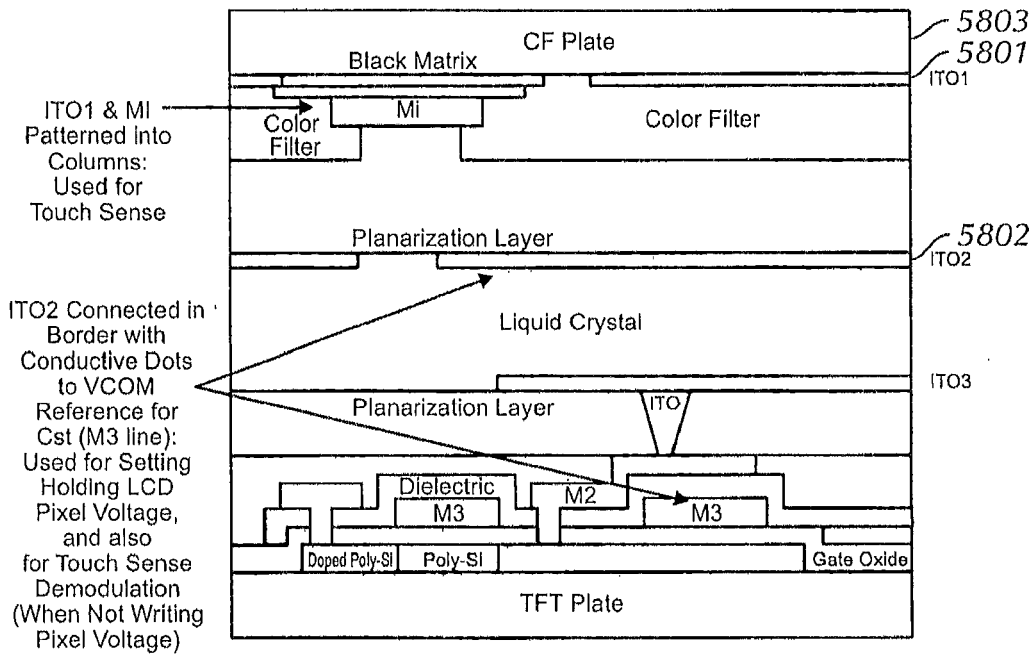 CF Plate
5803
Black Matrix
5801
ITO1
ITO1 & MI
Patterned into
Columns:
Used for
Touch Sense
MI
Color
Filter
Color Filter
Planarization Layer
5802
ITO2
ITO2 Connected in
Border with
Conductive Dots
to VCOM
Reference for
Cst (M3 line):
Used for Setting
Holding LCD
Pixel Voltage,
and also
for Touch Sense
Demodulation
(When Not Writing
Pixel Voltage)
Liquid Crystal
ITO3
Planarization Layer
ITO
Dielectric
M2
M3
M3
Doped Poly-SI
Poly-SI
Gate Oxide
TFT Plate